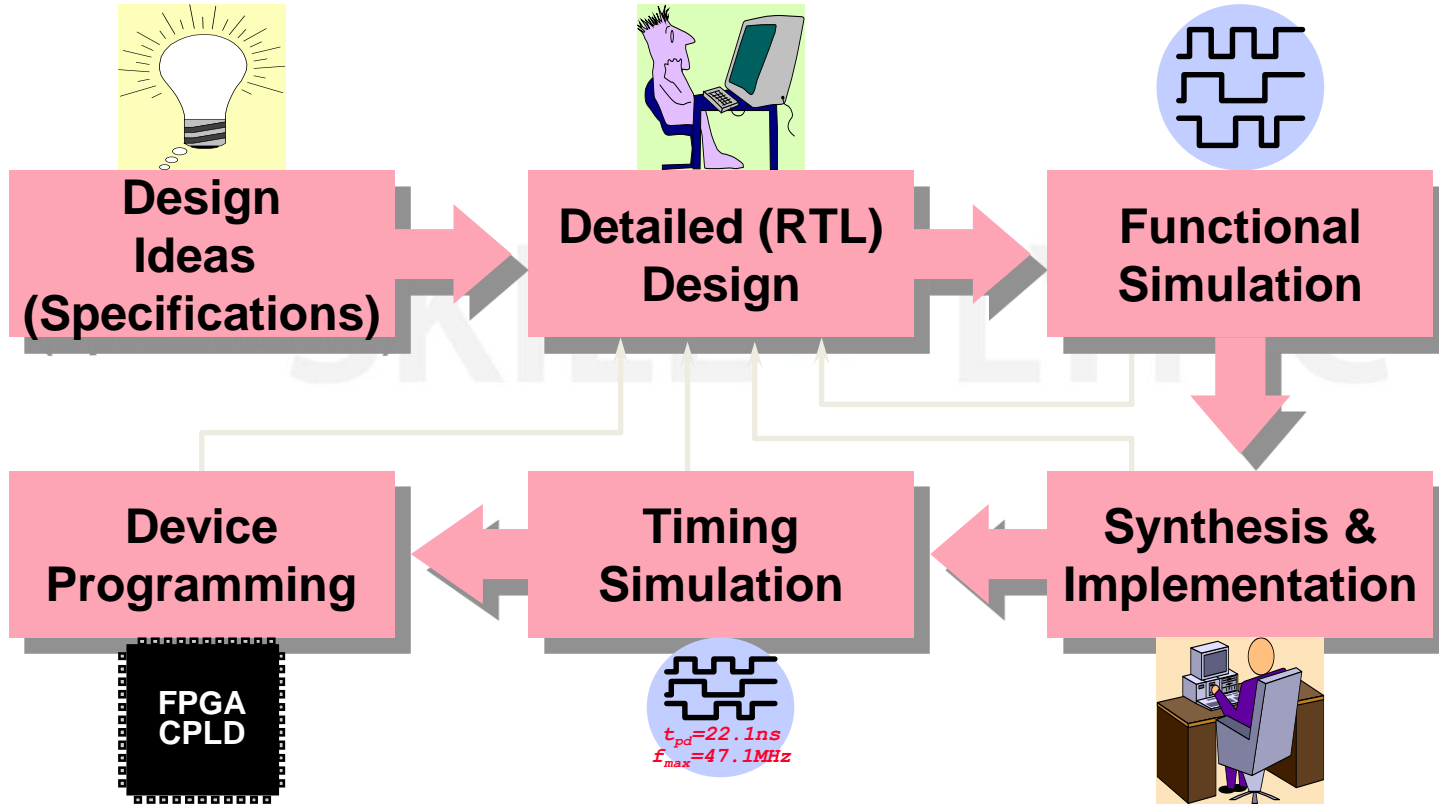 Design
Ideas
(Specifications)
Detailed (RTL)
Design
Functional
Simulation
Device
Programming
Timing
Simulation
Synthesis &
Implementation
FPGA
CPLD
tpd=22.1ns
fmax=47.1MHz